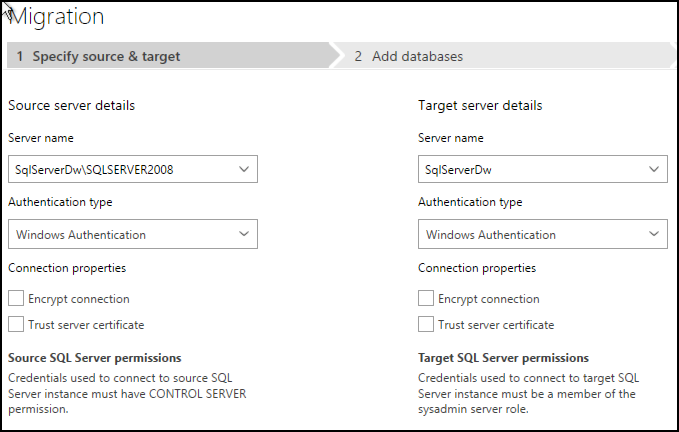 Migration
1 Specify source & target
2 Add databases
Source server details
Server name
SqlServerDw\SQLSERVER2008
Authentication type
Windows Authentication
Connection properties
Encrypt connection
Trust server certificate
Source SQL Server permissions
Credentials used to connect to source SQL
Server instance must have CONTROL SERVER
permission.
Target server details
Server name
SqlServerDw
Authentication type
Windows Authentication
Connection properties
Encrypt connection
Trust server certificate
Target SQL Server permissions
Credentials used to connect to target SQL
Server instance must be a member of the
sysadmin server role.